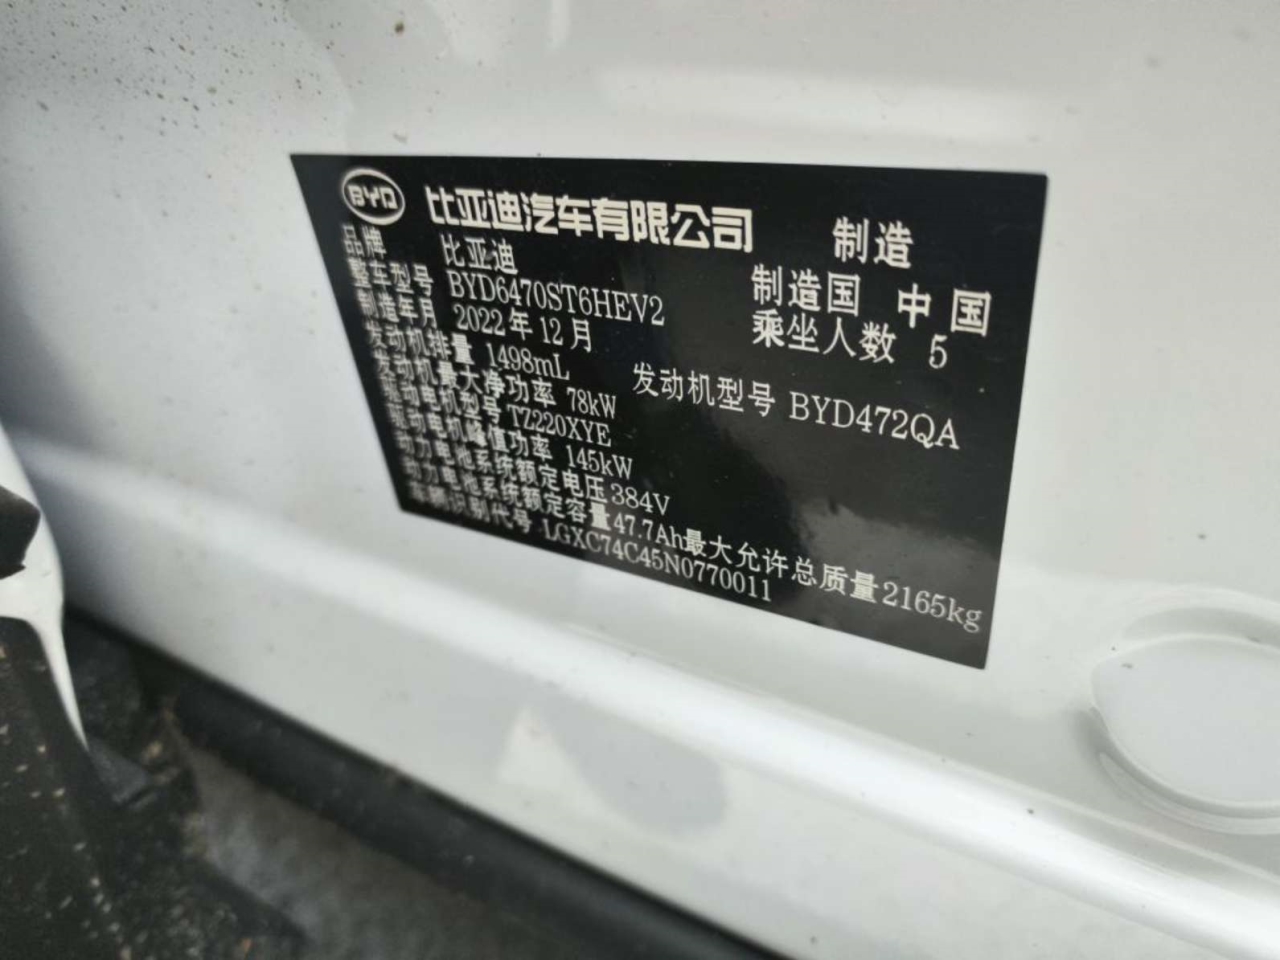 BYD 比亚迪汽车有限公司 制造
品牌 比亚迪 制造国 中国
整车型号 BYD6470ST6HEV2 乘坐人数 5
制造年月 2022年12月
发动机排量 1498mL 发动机型号 BYD472QA
发动机最大净功率 78kW
驱动电机型号 TZ220XYE
驱动电机峰值功率 145kW
动力电池系统额定电压 384V
动力电池系统额定容量 47.7Ah 最大允许总质量 2165kg
车辆识别代号 LGXC74C45N0770011